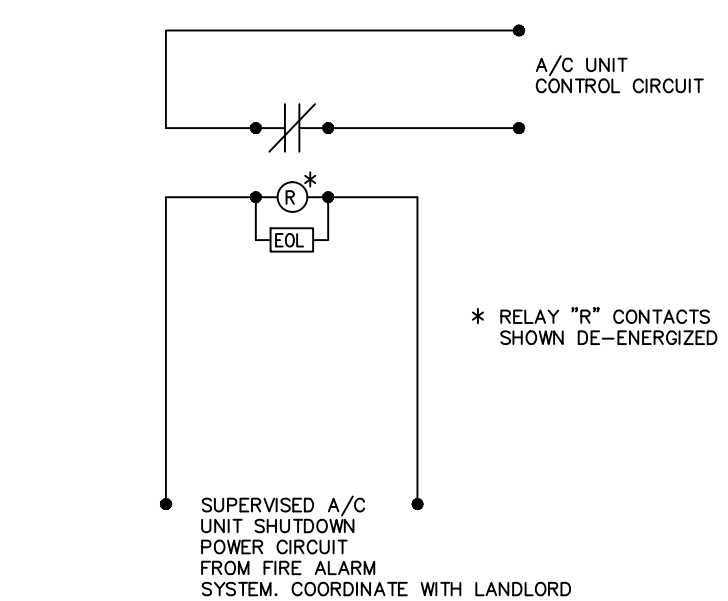 A/C UNIT
CONTROL CIRCUIT
*
R
EOL
* RELAY "R" CONTACTS
SHOWN DE-ENERGIZED
SUPERVISED A/C
UNIT SHUTDOWN
POWER CIRCUIT
FROM FIRE ALARM
SYSTEM. COORDINATE WITH LANDLORD